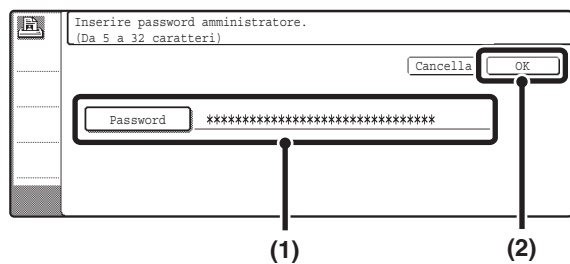 Inserire password amministratore.
(Da 5 a 32 caratteri)
Cancella OK
Password ********************************
(1) (2)